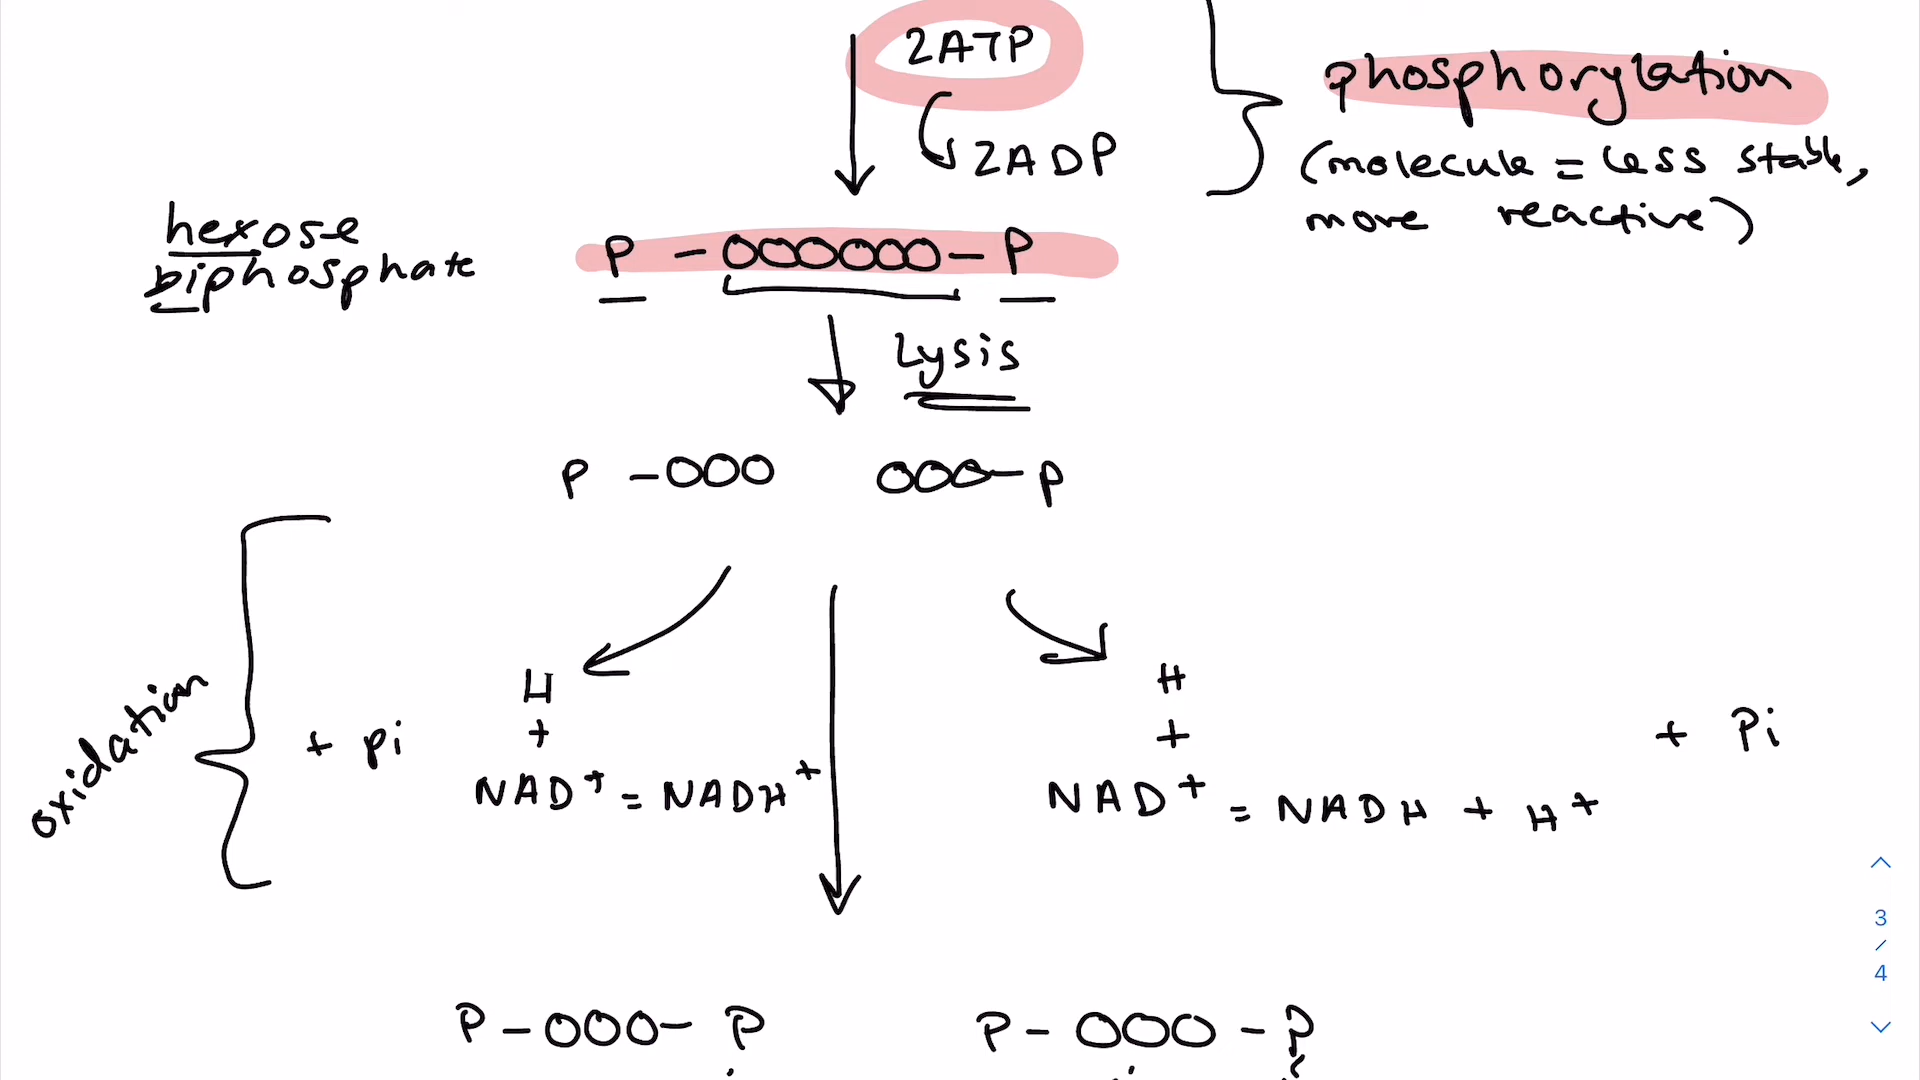 2ATP
2ADP
phosphorylation
(molecule = less stable,
more reactive)
hexose
biphosphate
P - OOOOOO - P
Lysis
P - OOO OOO - P
oxidation
H
+
+ pi
NAD+ = NADH+
H
+
NAD+ = NADH + H+
+ Pi
P - OOO - P
P - OOO - P
3
/
4